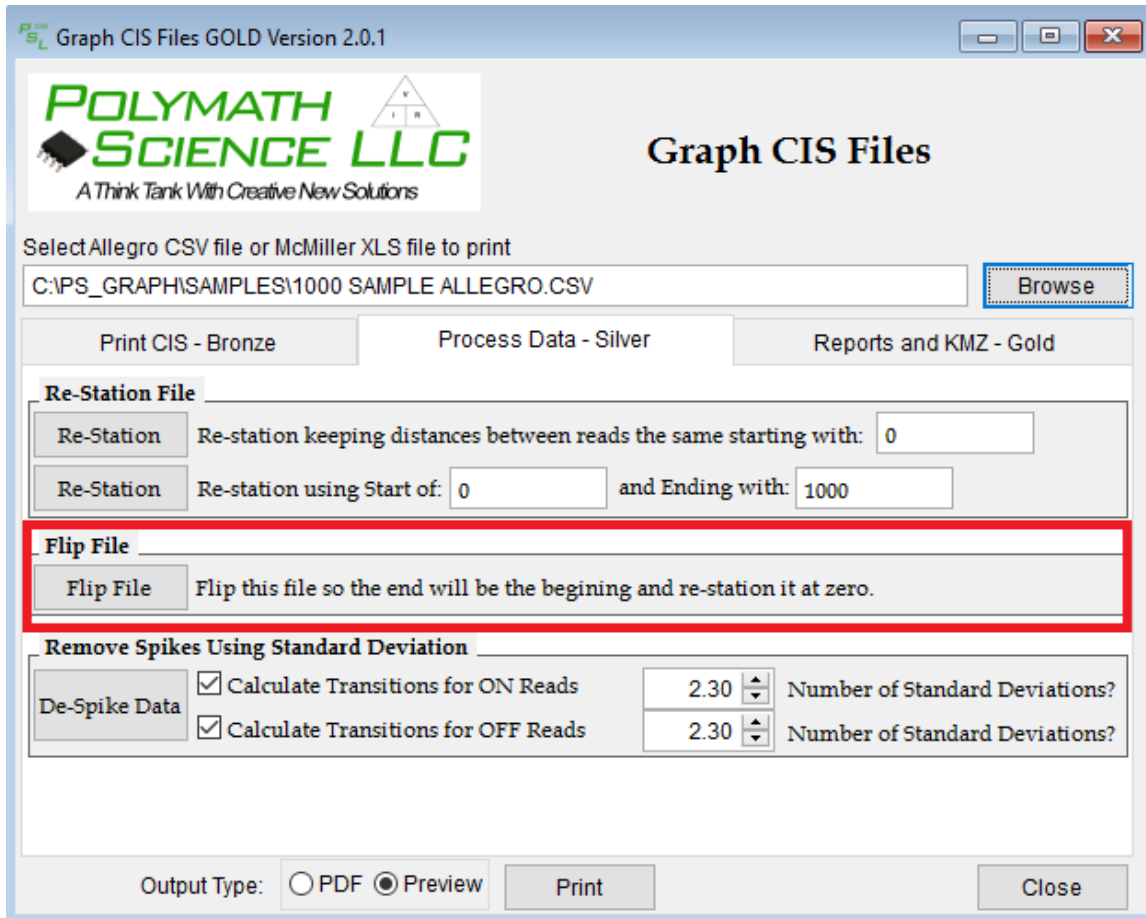 PS CIS L Graph CIS Files GOLD Version 2.0.1
POLYMATH
V
I R
SCIENCE LLC
A Think Tank With Creative New Solutions
Graph CIS Files
Select Allegro CSV file or McMiller XLS file to print
C:\PS_GRAPH\SAMPLES\1000 SAMPLE ALLEGRO.CSV Browse
Print CIS - Bronze Process Data - Silver Reports and KMZ - Gold
Re-Station File
Re-Station Re-station keeping distances between reads the same starting with: 0
Re-Station Re-station using Start of: 0 and Ending with: 1000
Flip File
Flip File Flip this file so the end will be the begining and re-station it at zero.
Remove Spikes Using Standard Deviation
De-Spike Data
Calculate Transitions for ON Reads 2.30 Number of Standard Deviations?
Calculate Transitions for OFF Reads 2.30 Number of Standard Deviations?
Output Type: PDF Preview Print Close